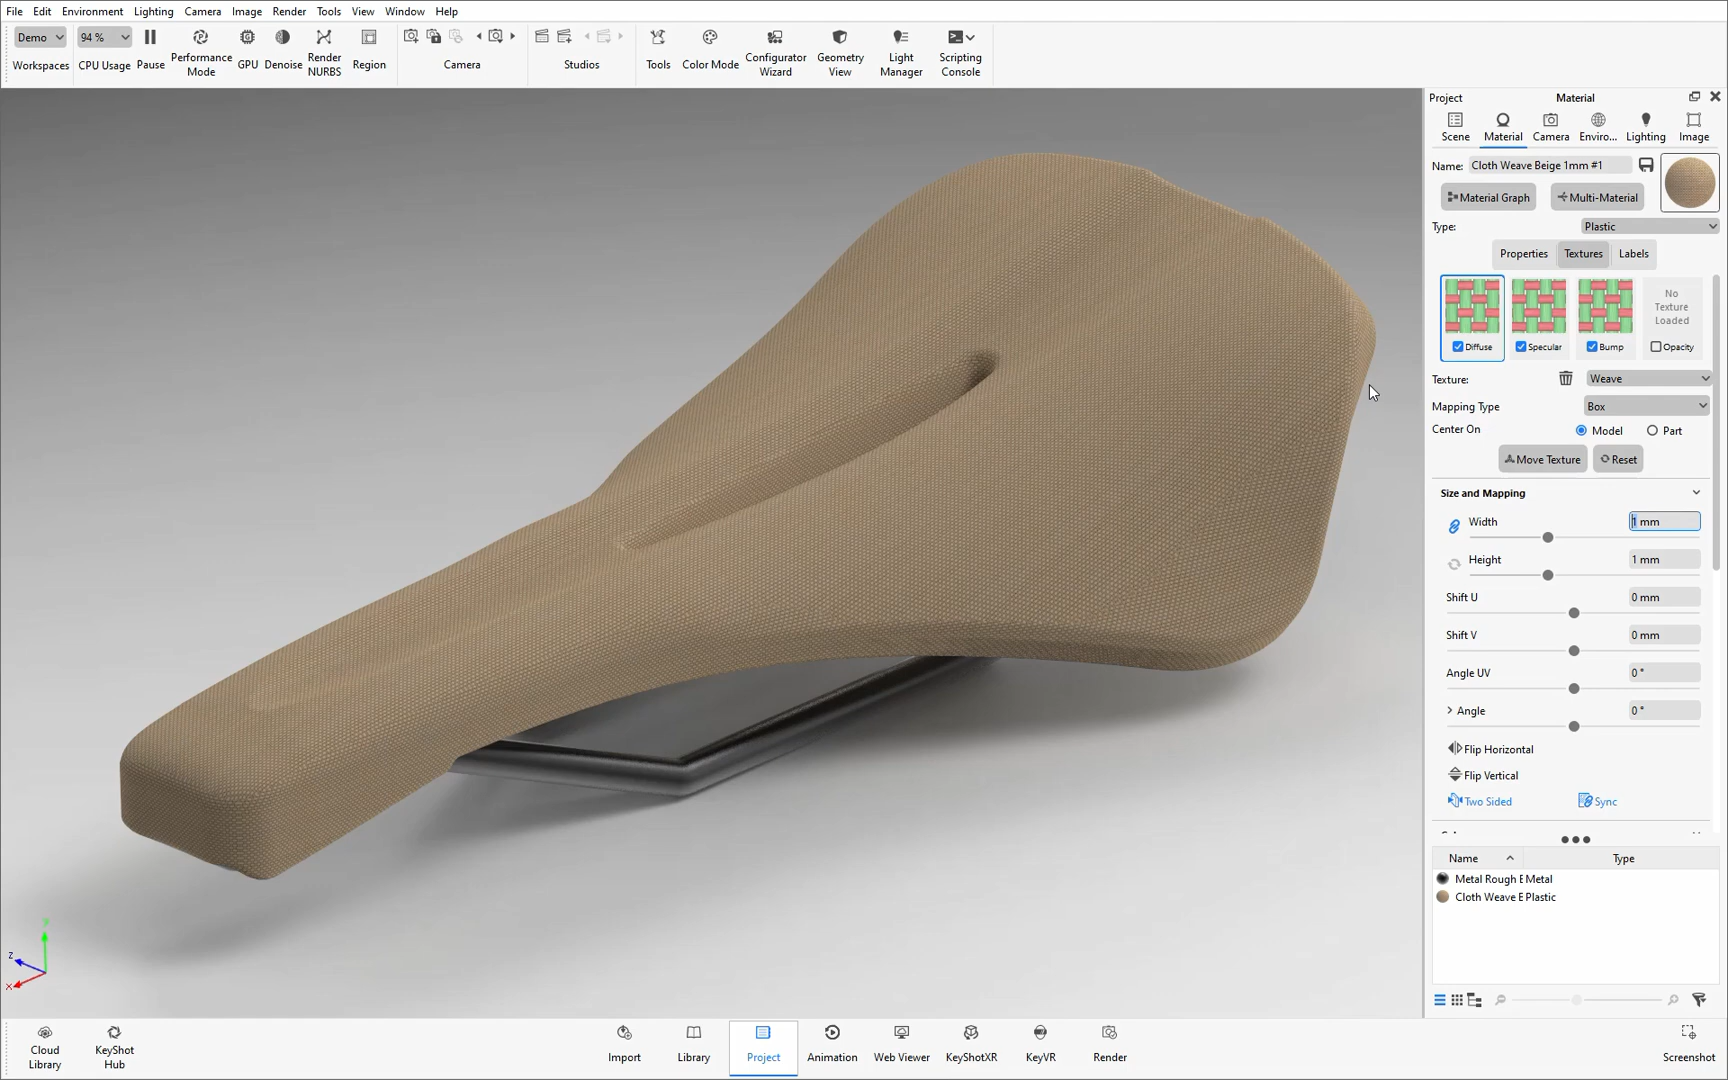 File Edit Environment Lighting Camera Image Render Tools View Window Help
Demo 94 %
Workspaces CPU Usage Pause Performance Mode GPU Denoise Render NURBS Region Camera Studios Tools Color Mode Configurator Wizard Geometry View Light Manager Scripting Console
Project Material
Scene Material Camera Enviro... Lighting Image
Name: Cloth Weave Beige 1mm #1
Material Graph Multi-Material
Type: Plastic
Properties Textures Labels
No Texture Loaded
Diffuse Specular Bump Opacity
Texture: Weave
Mapping Type Box
Center On Model Part
Move Texture Reset
Size and Mapping
Width 1 mm
Height 1 mm
Shift U 0 mm
Shift V 0 mm
Angle UV 0 °
Angle 0 °
Flip Horizontal
Flip Vertical
Two Sided Sync
Name Type
Metal Rough E Metal
Cloth Weave E Plastic
Z
X
Cloud Library KeyShot Hub Import Library Project Animation Web Viewer KeyShotXR KeyVR Render Screenshot